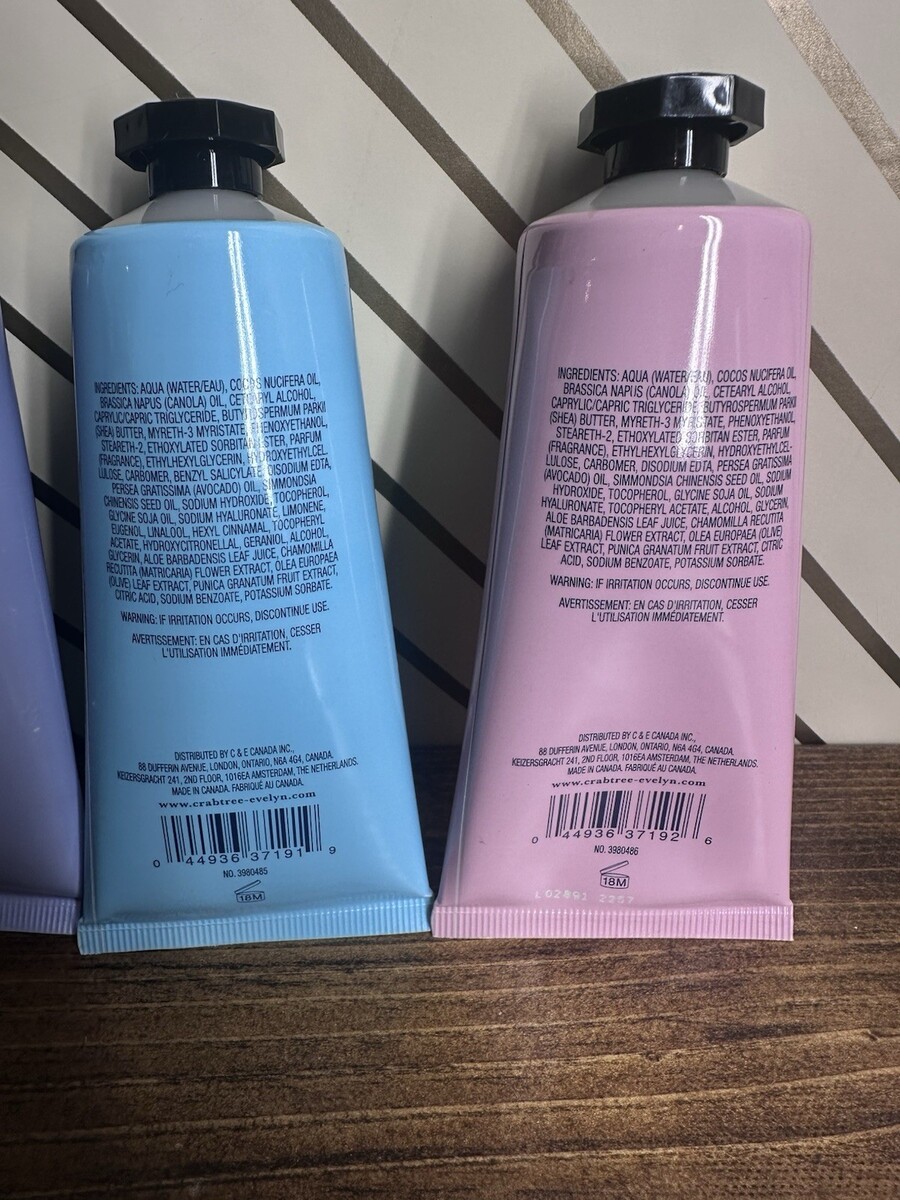 INGREDIENTS: AQUA (WATER/EAU), COCOS NUCIFERA OIL,
BRASSICA NAPUS (CANOLA) OIL, CETEARYL ALCOHOL,
CAPRYLIC/CAPRIC TRIGLYCERIDE, BUTYROSPERMUM PARKII
(SHEA) BUTTER, MYRETH-3 MYRISTATE, PHENOXYETHANOL,
STEARETH-2, ETHOXYLATED SORBITAN ESTER, PARFUM
(FRAGRANCE), ETHYLHEXYLGLYCERIN, HYDROXYETHYLCEL-
LULOSE, CARBOMER, BENZYL SALICYLATE, DISODIUM EDTA,
PERSEA GRATISSIMA (AVOCADO) OIL, SIMMONDSIA
CHINENSIS SEED OIL, SODIUM HYDROXIDE, TOCOPHEROL,
GLYCINE SOJA OIL, SODIUM HYALURONATE, LIMONENE,
EUGENOL, LINALOOL, HEXYL CINNAMAL, TOCOPHERYL
ACETATE, HYDROXYCITRONELLAL, GERANIOL, ALCOHOL,
GLYCERIN, ALOE BARBADENSIS LEAF JUICE, CHAMOMILLA
RECUTITA (MATRICARIA) FLOWER EXTRACT, OLEA EUROPAEA
(OLIVE) LEAF EXTRACT, PUNICA GRANATUM FRUIT EXTRACT,
CITRIC ACID, SODIUM BENZOATE, POTASSIUM SORBATE.
WARNING: IF IRRITATION OCCURS, DISCONTINUE USE.
AVERTISSEMENT: EN CAS D'IRRITATION, CESSER
L'UTILISATION IMMÉDIATEMENT.
DISTRIBUTED BY C & E CANADA INC.,
88 DUFFERIN AVENUE, LONDON, ONTARIO, N6A 4G4, CANADA.
KEIZERSGRACHT 241, 2ND FLOOR, 1016EA AMSTERDAM, THE NETHERLANDS.
MADE IN CANADA. FABRIQUÉ AU CANADA.
www.crabtree-evelyn.com
0 44936 37191 9
NO. 3980485
18M
INGREDIENTS: AQUA (WATER/EAU), COCOS NUCIFERA OIL,
BRASSICA NAPUS (CANOLA) OIL, CETEARYL ALCOHOL,
CAPRYLIC/CAPRIC TRIGLYCERIDE, BUTYROSPERMUM PARKII
(SHEA) BUTTER, MYRETH-3 MYRISTATE, PHENOXYETHANOL,
STEARETH-2, ETHOXYLATED SORBITAN ESTER, PARFUM
(FRAGRANCE), ETHYLHEXYLGLYCERIN, HYDROXYETHYLCEL-
LULOSE, CARBOMER, DISODIUM EDTA, PERSEA GRATISSIMA
(AVOCADO) OIL, SIMMONDSIA CHINENSIS SEED OIL, SODIUM
HYDROXIDE, TOCOPHEROL, GLYCINE SOJA OIL, SODIUM
HYALURONATE, TOCOPHERYL ACETATE, ALCOHOL, GLYCERIN,
ALOE BARBADENSIS LEAF JUICE, CHAMOMILLA RECUTITA
(MATRICARIA) FLOWER EXTRACT, OLEA EUROPAEA (OLIVE)
LEAF EXTRACT, PUNICA GRANATUM FRUIT EXTRACT, CITRIC
ACID, SODIUM BENZOATE, POTASSIUM SORBATE.
WARNING: IF IRRITATION OCCURS, DISCONTINUE USE.
AVERTISSEMENT: EN CAS D'IRRITATION, CESSER
L'UTILISATION IMMÉDIATEMENT.
DISTRIBUTED BY C & E CANADA INC.,
88 DUFFERIN AVENUE, LONDON, ONTARIO, N6A 4G4, CANADA.
KEIZERSGRACHT 241, 2ND FLOOR, 1016EA AMSTERDAM, THE NETHERLANDS.
MADE IN CANADA. FABRIQUÉ AU CANADA.
www.crabtree-evelyn.com
0 44936 37192 6
NO. 3980486
18M
L 02891 2257